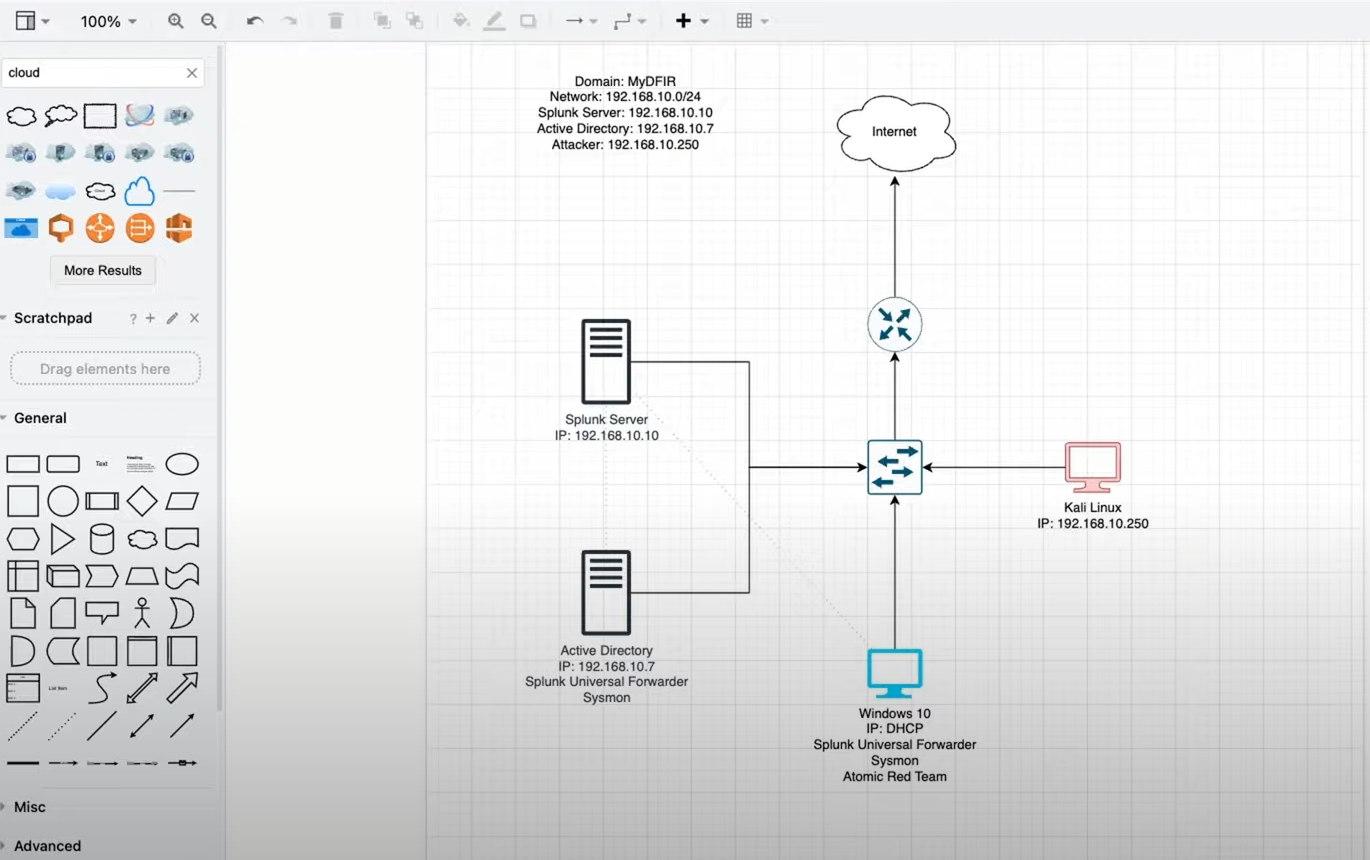 100%
cloud
More Results
Scratchpad
?
Drag elements here
General
Text
Heading
List Item
Misc
Advanced
Domain: MyDFIR
Network: 192.168.10.0/24
Splunk Server: 192.168.10.10
Active Directory: 192.168.10.7
Attacker: 192.168.10.250
Internet
Splunk Server
IP: 192.168.10.10
Kali Linux
IP: 192.168.10.250
Active Directory
IP: 192.168.10.7
Splunk Universal Forwarder
Sysmon
Windows 10
IP: DHCP
Splunk Universal Forwarder
Sysmon
Atomic Red Team